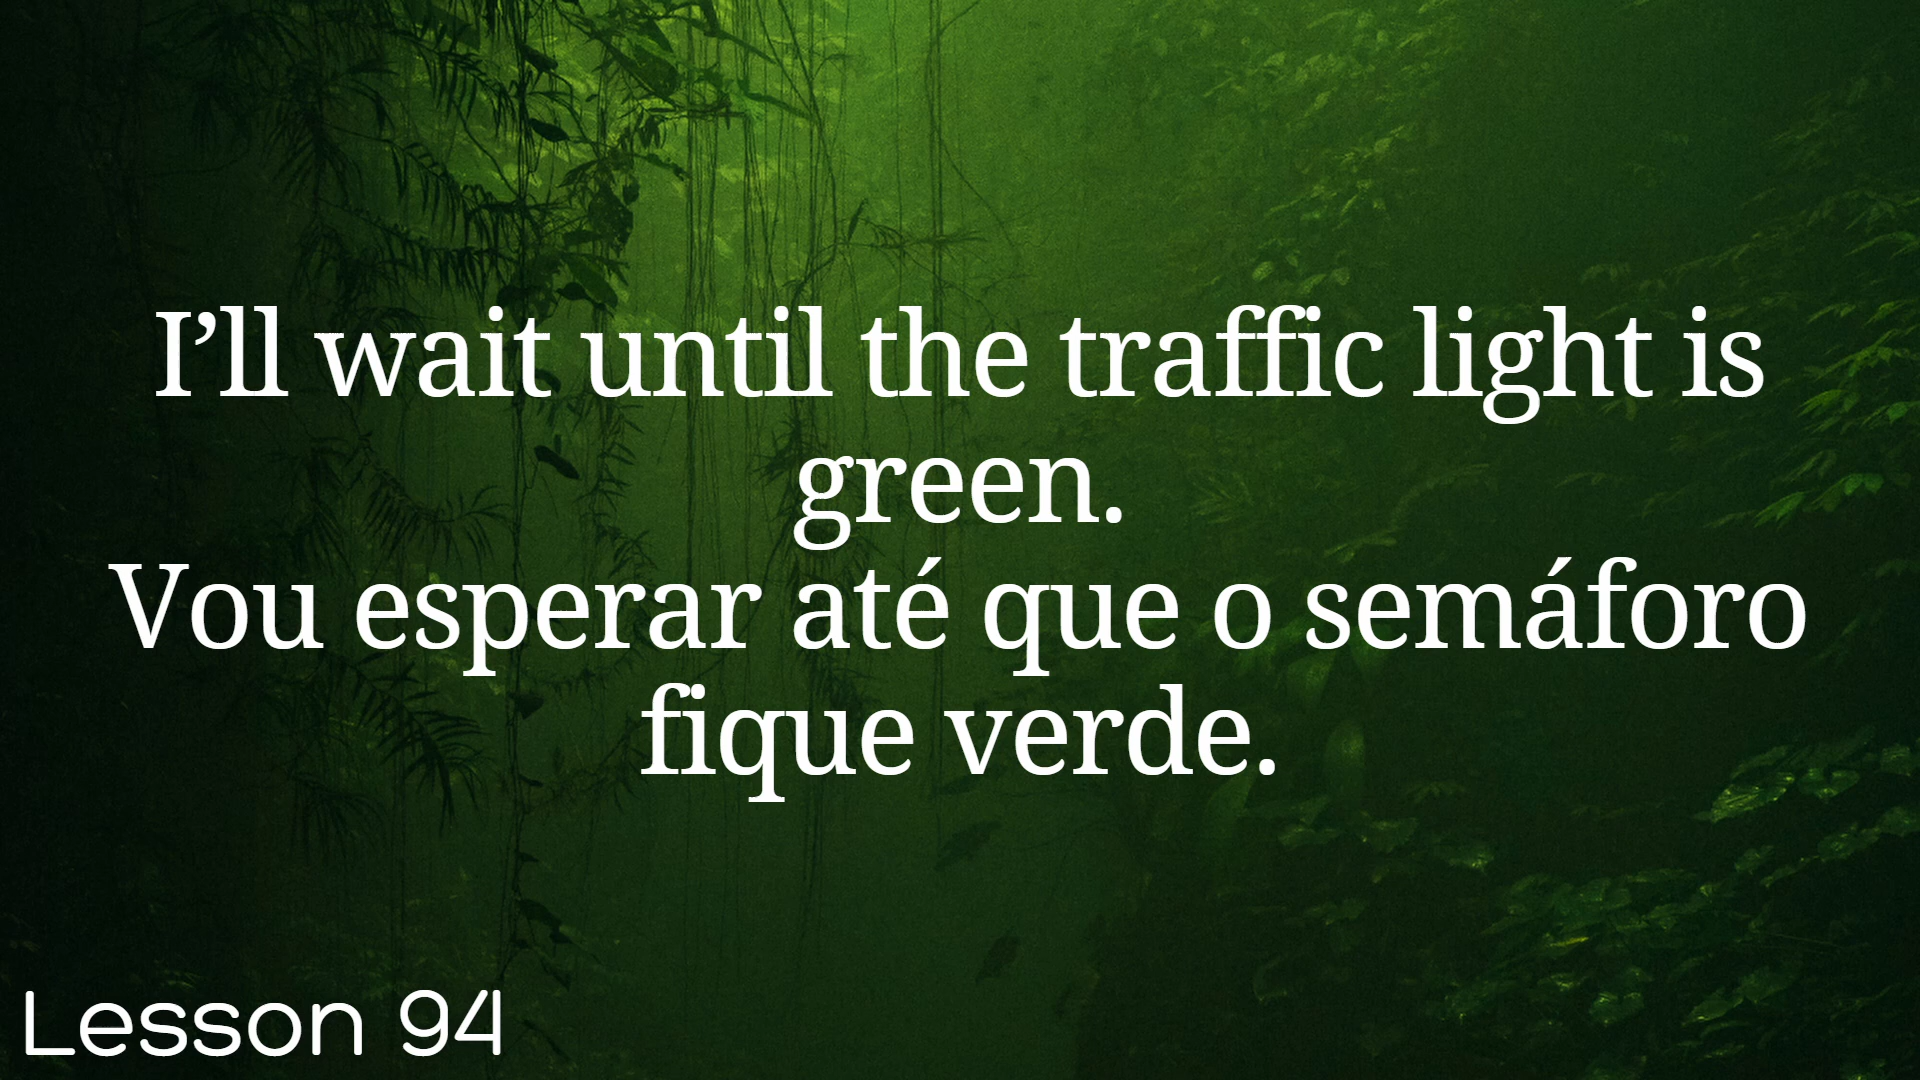 I’ll wait until the traffic light is
green.
Vou esperar até que o semáforo
fique verde.
Lesson 94